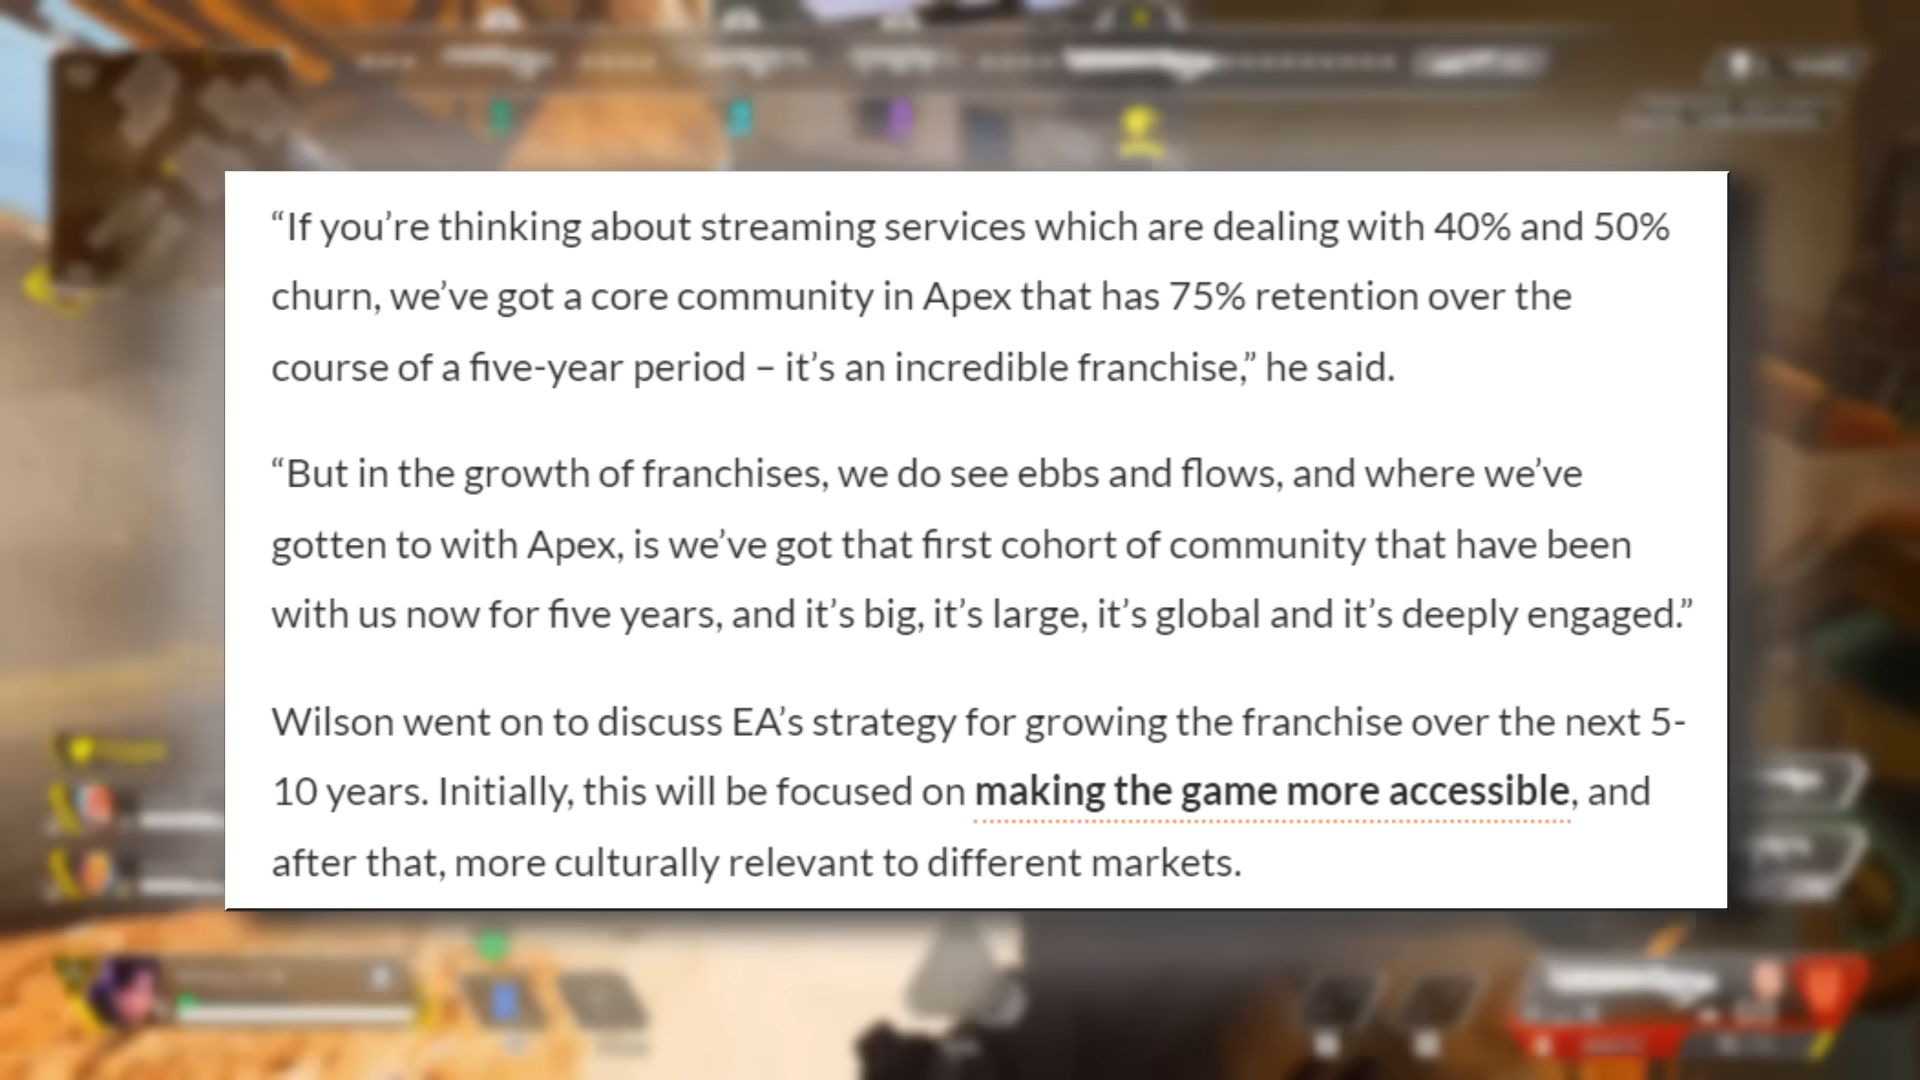 “If you’re thinking about streaming services which are dealing with 40% and 50%
churn, we’ve got a core community in Apex that has 75% retention over the
course of a five-year period – it’s an incredible franchise,” he said.
“But in the growth of franchises, we do see ebbs and flows, and where we’ve
gotten to with Apex, is we’ve got that first cohort of community that have been
with us now for five years, and it’s big, it’s large, it’s global and it’s deeply engaged.”
Wilson went on to discuss EA’s strategy for growing the franchise over the next 5-
10 years. Initially, this will be focused on making the game more accessible, and
after that, more culturally relevant to different markets.